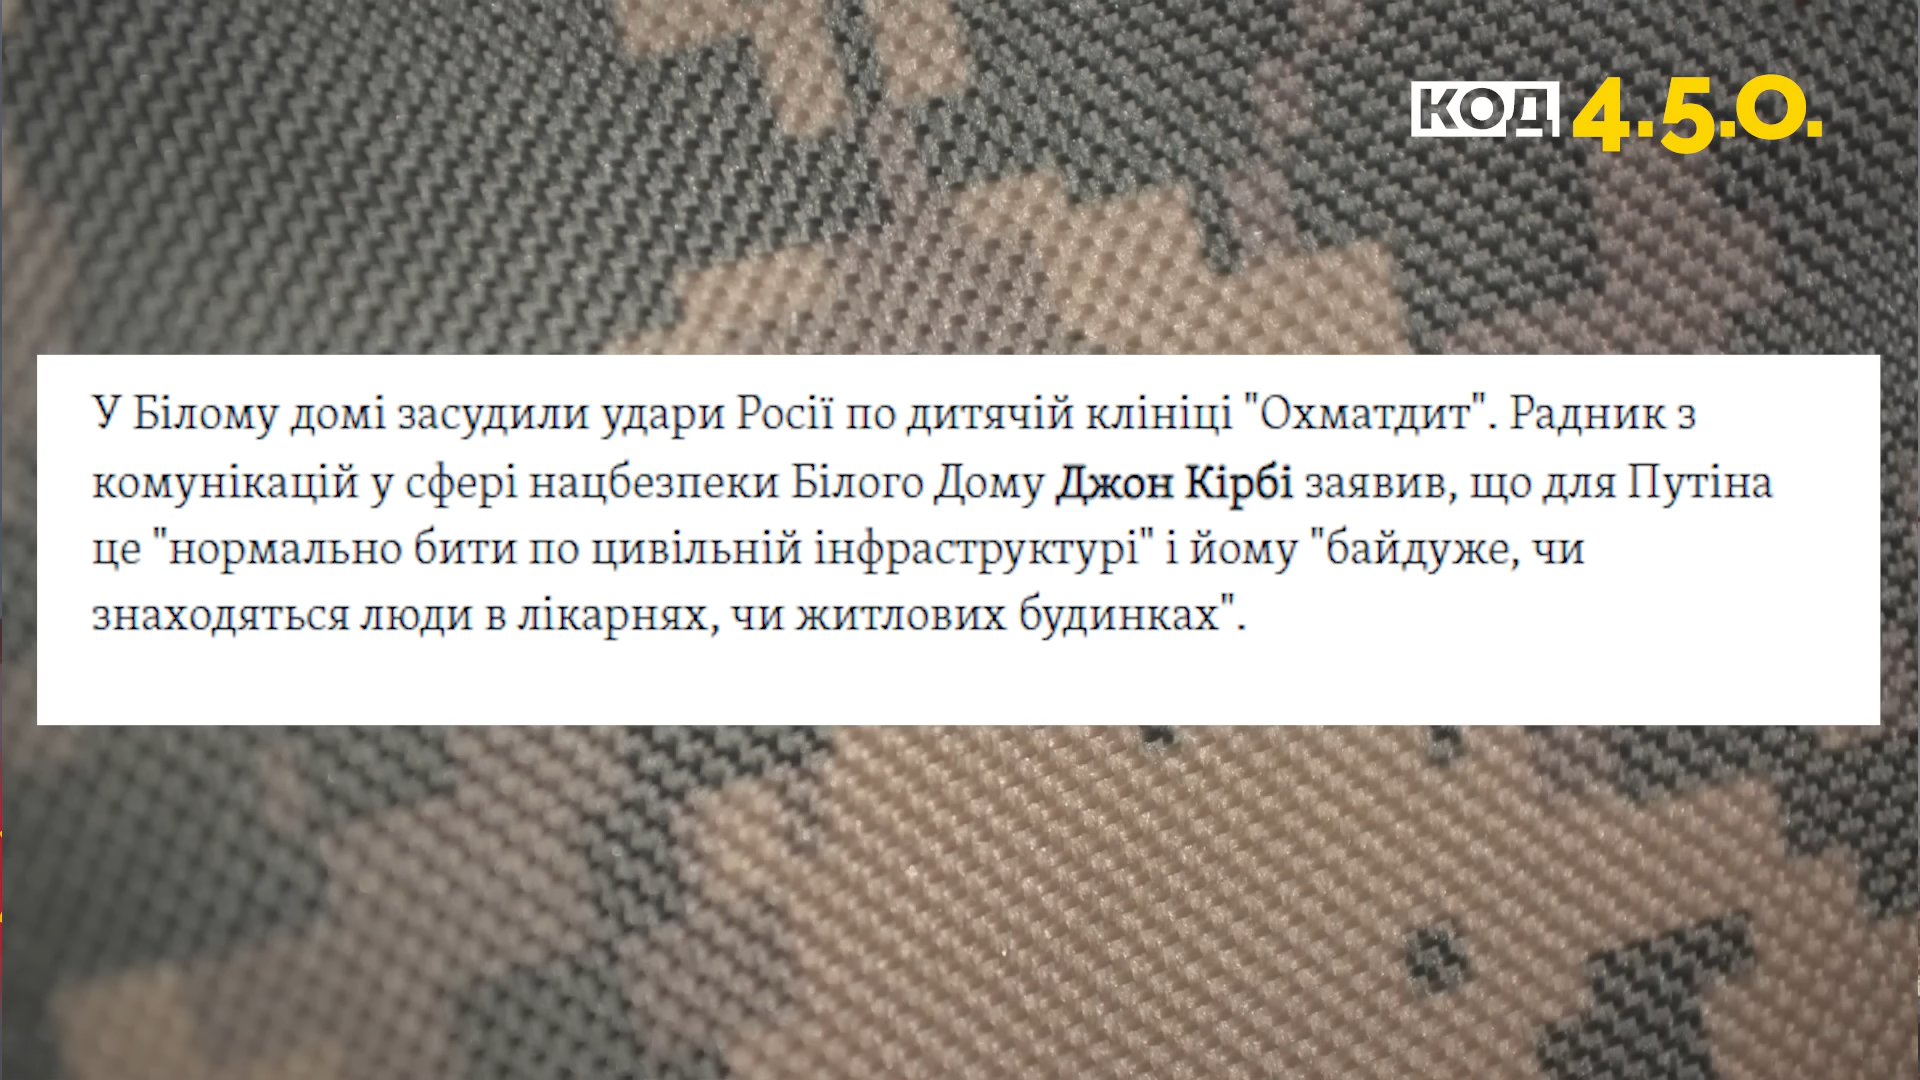 КОД 4.5.0.
У Білому домі засудили удари Росії по дитячій клініці "Охматдит". Радник з
комунікацій у сфері нацбезпеки Білого Дому Джон Кірбі заявив, що для Путіна
це "нормально бити по цивільній інфраструктурі" і йому "байдуже, чи
знаходяться люди в лікарнях, чи житлових будинках".